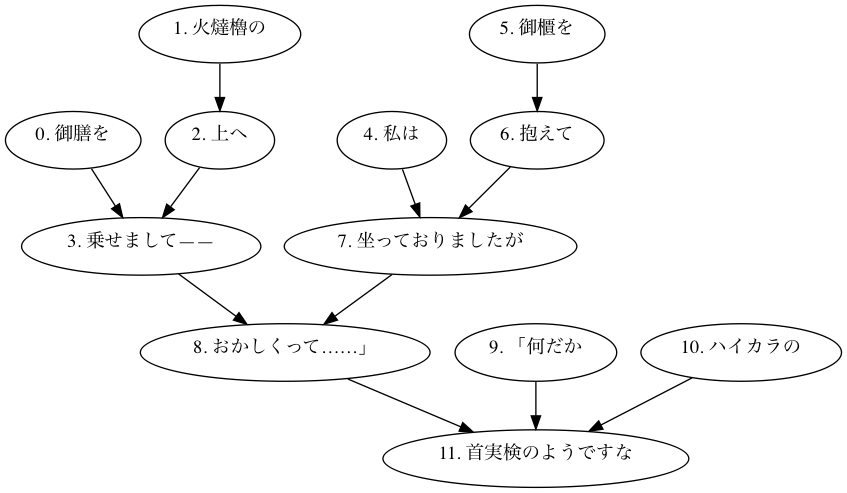 0. 御膳を
1. 火燵櫓の
2. 上へ
3. 乗せまして——
4. 私は
5. 御櫃を
6. 抱えて
7. 坐っておりましたが
8. おかしくって……」
9. 「何だか
10. ハイカラの
11. 首実検のようですな